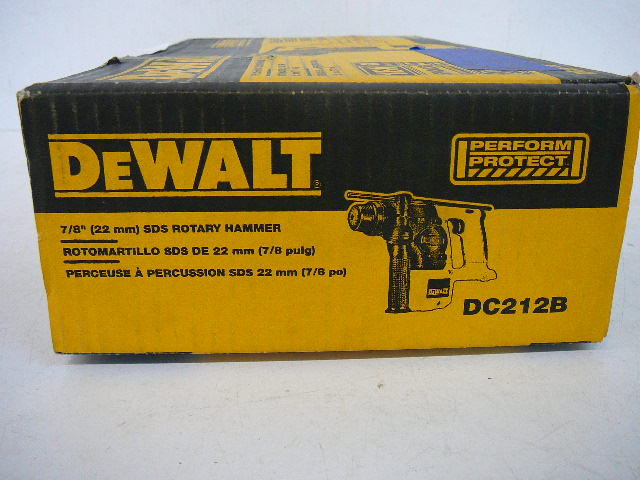 DEWALT
PERFORM
PROTECT
7/8" (22 mm) SDS ROTARY HAMMER
ROTOMARTILLO SDS DE 22 mm (7/8 pulg)
PERCEUSE À PERCUSSION SDS 22 mm (7/8 po)
DEWALT
DC212B